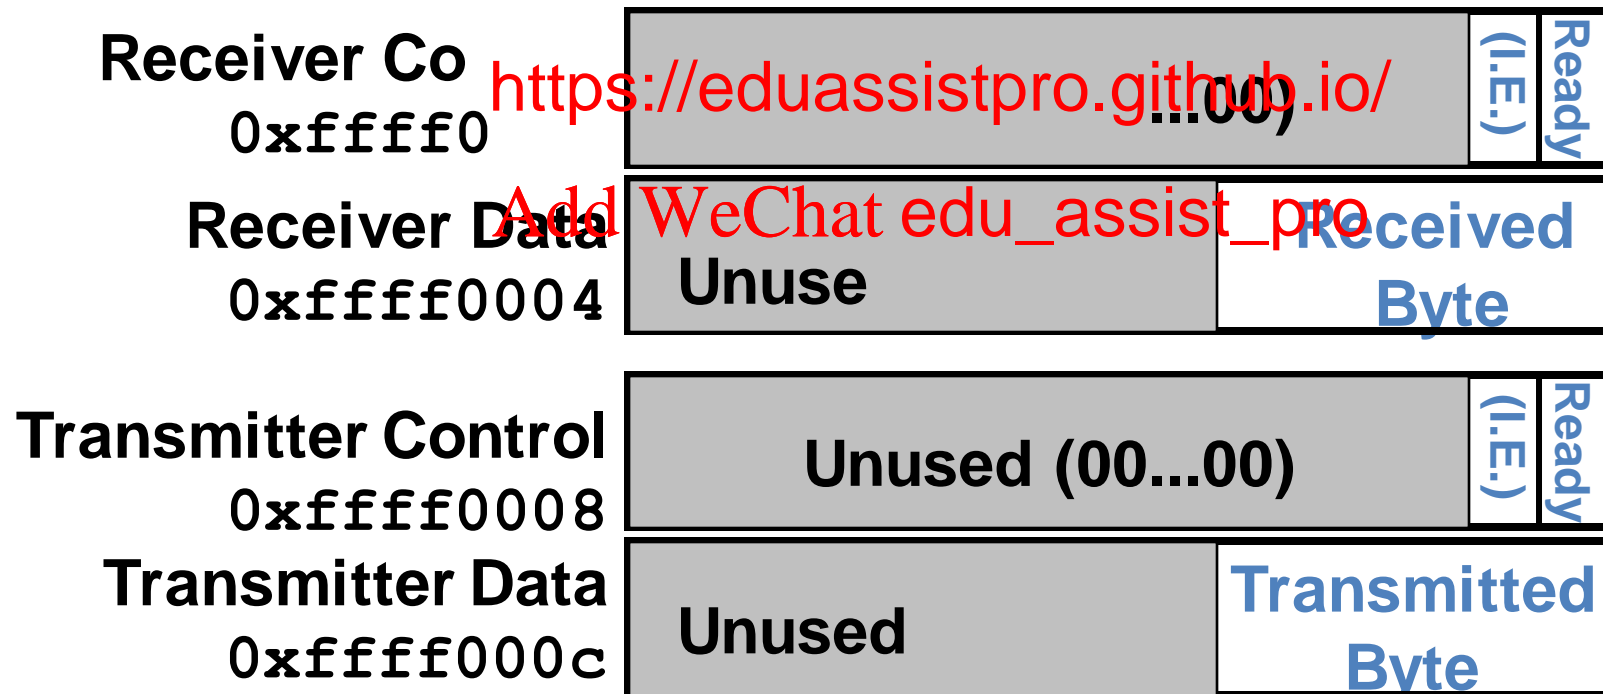 Receiver Co
0xffff0
https://eduassistpro.github.io/
...00)
(I.E.)
Ready
Receiver Data
0xffff0004
Add WeChat edu_assist_pro
Unuse
Received
Byte
Transmitter Control
0xffff0008
Unused (00...00)
(I.E.)
Ready
Transmitter Data
0xffff000c
Unused
Transmitted
Byte